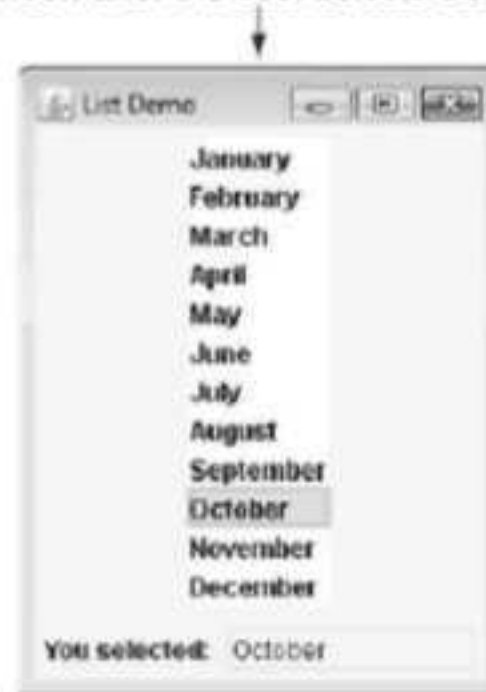 List Demo
January
February
March
April
May
June
July
August
September
October
November
December
You selected: October